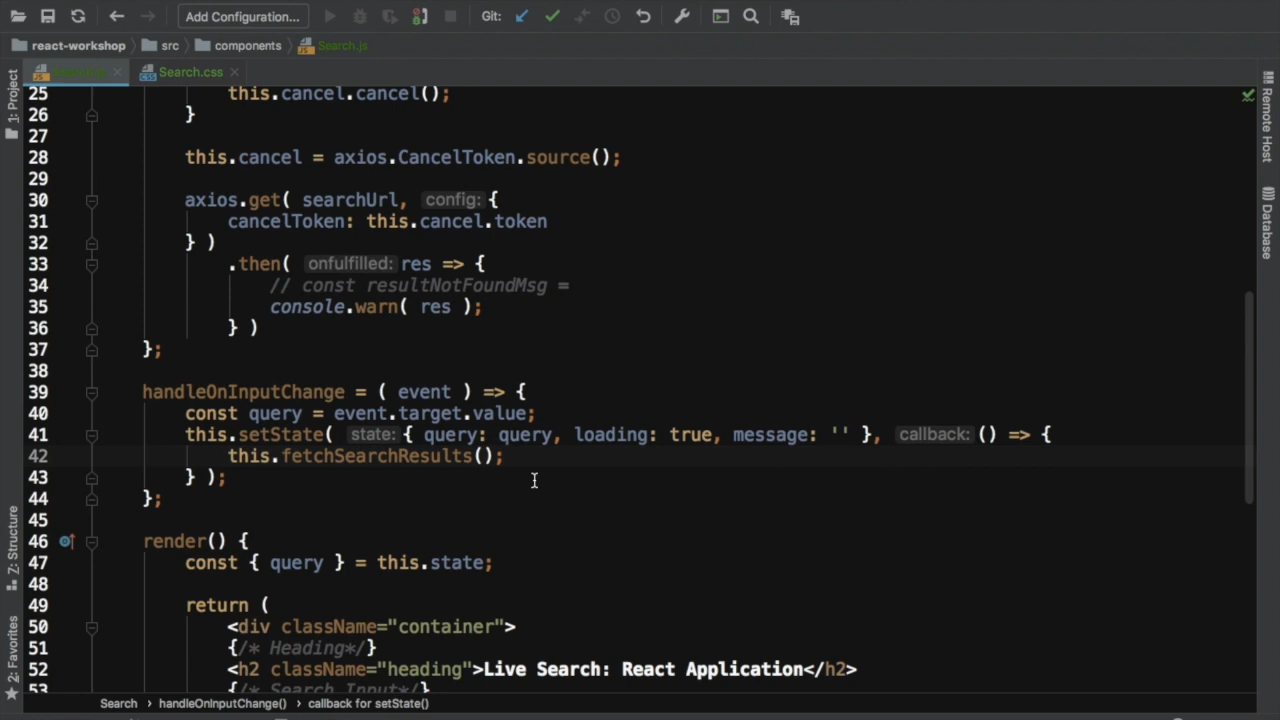 Add Configuration...
Git:
react-workshop src components Search.js
Search.css
1: Project
Remote Host
Database
Z: Structure
2: Favorites
25 this.cancel.cancel();
26 }
27
28 this.cancel = axios.CancelToken.source();
29
30 axios.get( searchUrl, config: {
31 cancelToken: this.cancel.token
32 } )
33 .then( onfulfilled: res => {
34 // const resultNotFoundMsg =
35 console.warn( res );
36 } )
37 };
38
39 handleOnInputChange = ( event ) => {
40 const query = event.target.value;
41 this.setState( state: { query: query, loading: true, message: '' }, callback: () => {
42 this.fetchSearchResults();
43 } );
44 };
45
46 render() {
47 const { query } = this.state;
48
49 return (
50 <div className="container">
51 {/* Heading*/}
52 <h2 className="heading">Live Search: React Application</h2>
53 {/* Search Input*/}
Search handleOnInputChange() callback for setState()